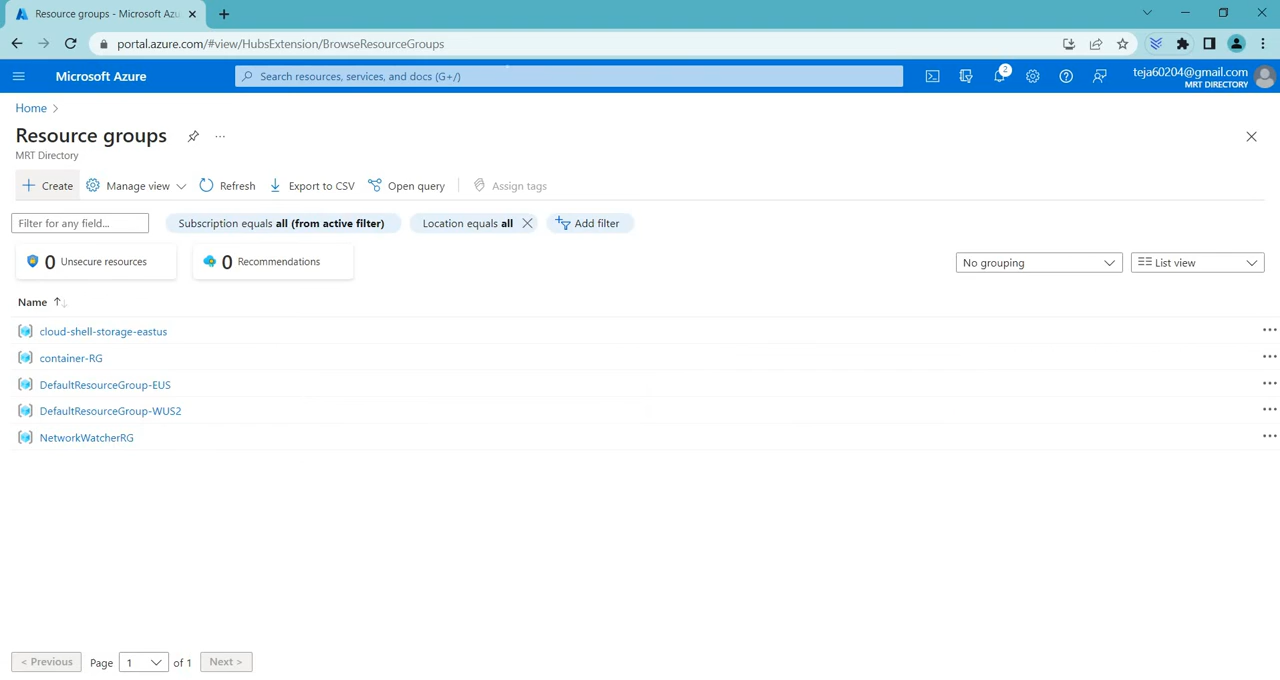 Resource groups - Microsoft Azu
portal.azure.com/#view/HubsExtension/BrowseResourceGroups
Microsoft Azure
Search resources, services, and docs (G+/)
2
teja60204@gmail.com
MRT DIRECTORY
Home
Resource groups
...
MRT Directory
Create
Manage view
Refresh
Export to CSV
Open query
Assign tags
Filter for any field...
Subscription equals all (from active filter)
Location equals all
Add filter
0 Unsecure resources
0 Recommendations
No grouping
List view
Name
cloud-shell-storage-eastus
container-RG
DefaultResourceGroup-EUS
DefaultResourceGroup-WUS2
NetworkWatcherRG
< Previous
Page 1 of 1
Next >